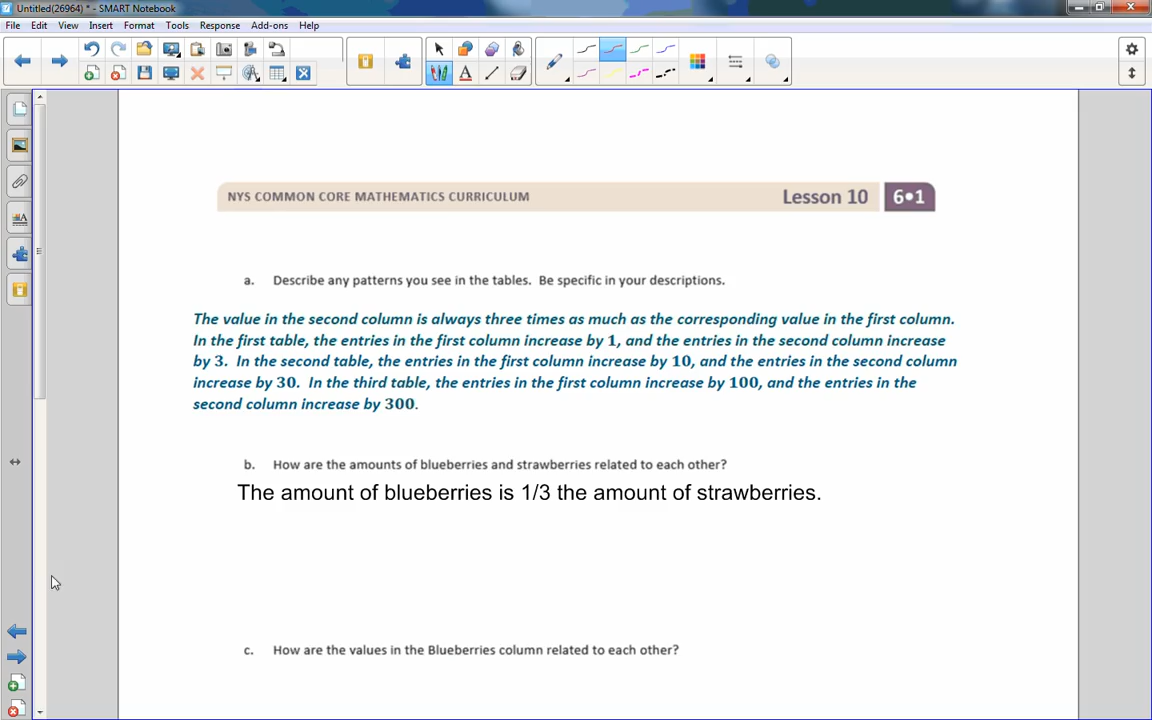 Untitled(26964) * - SMART Notebook
File Edit View Insert Format Tools Response Add-ons Help
NYS COMMON CORE MATHEMATICS CURRICULUM Lesson 10 6•1
a. Describe any patterns you see in the tables. Be specific in your descriptions.
The value in the second column is always three times as much as the corresponding value in the first column.
In the first table, the entries in the first column increase by 1, and the entries in the second column increase
by 3. In the second table, the entries in the first column increase by 10, and the entries in the second column
increase by 30. In the third table, the entries in the first column increase by 100, and the entries in the
second column increase by 300.
b. How are the amounts of blueberries and strawberries related to each other?
The amount of blueberries is 1/3 the amount of strawberries.
c. How are the values in the Blueberries column related to each other?